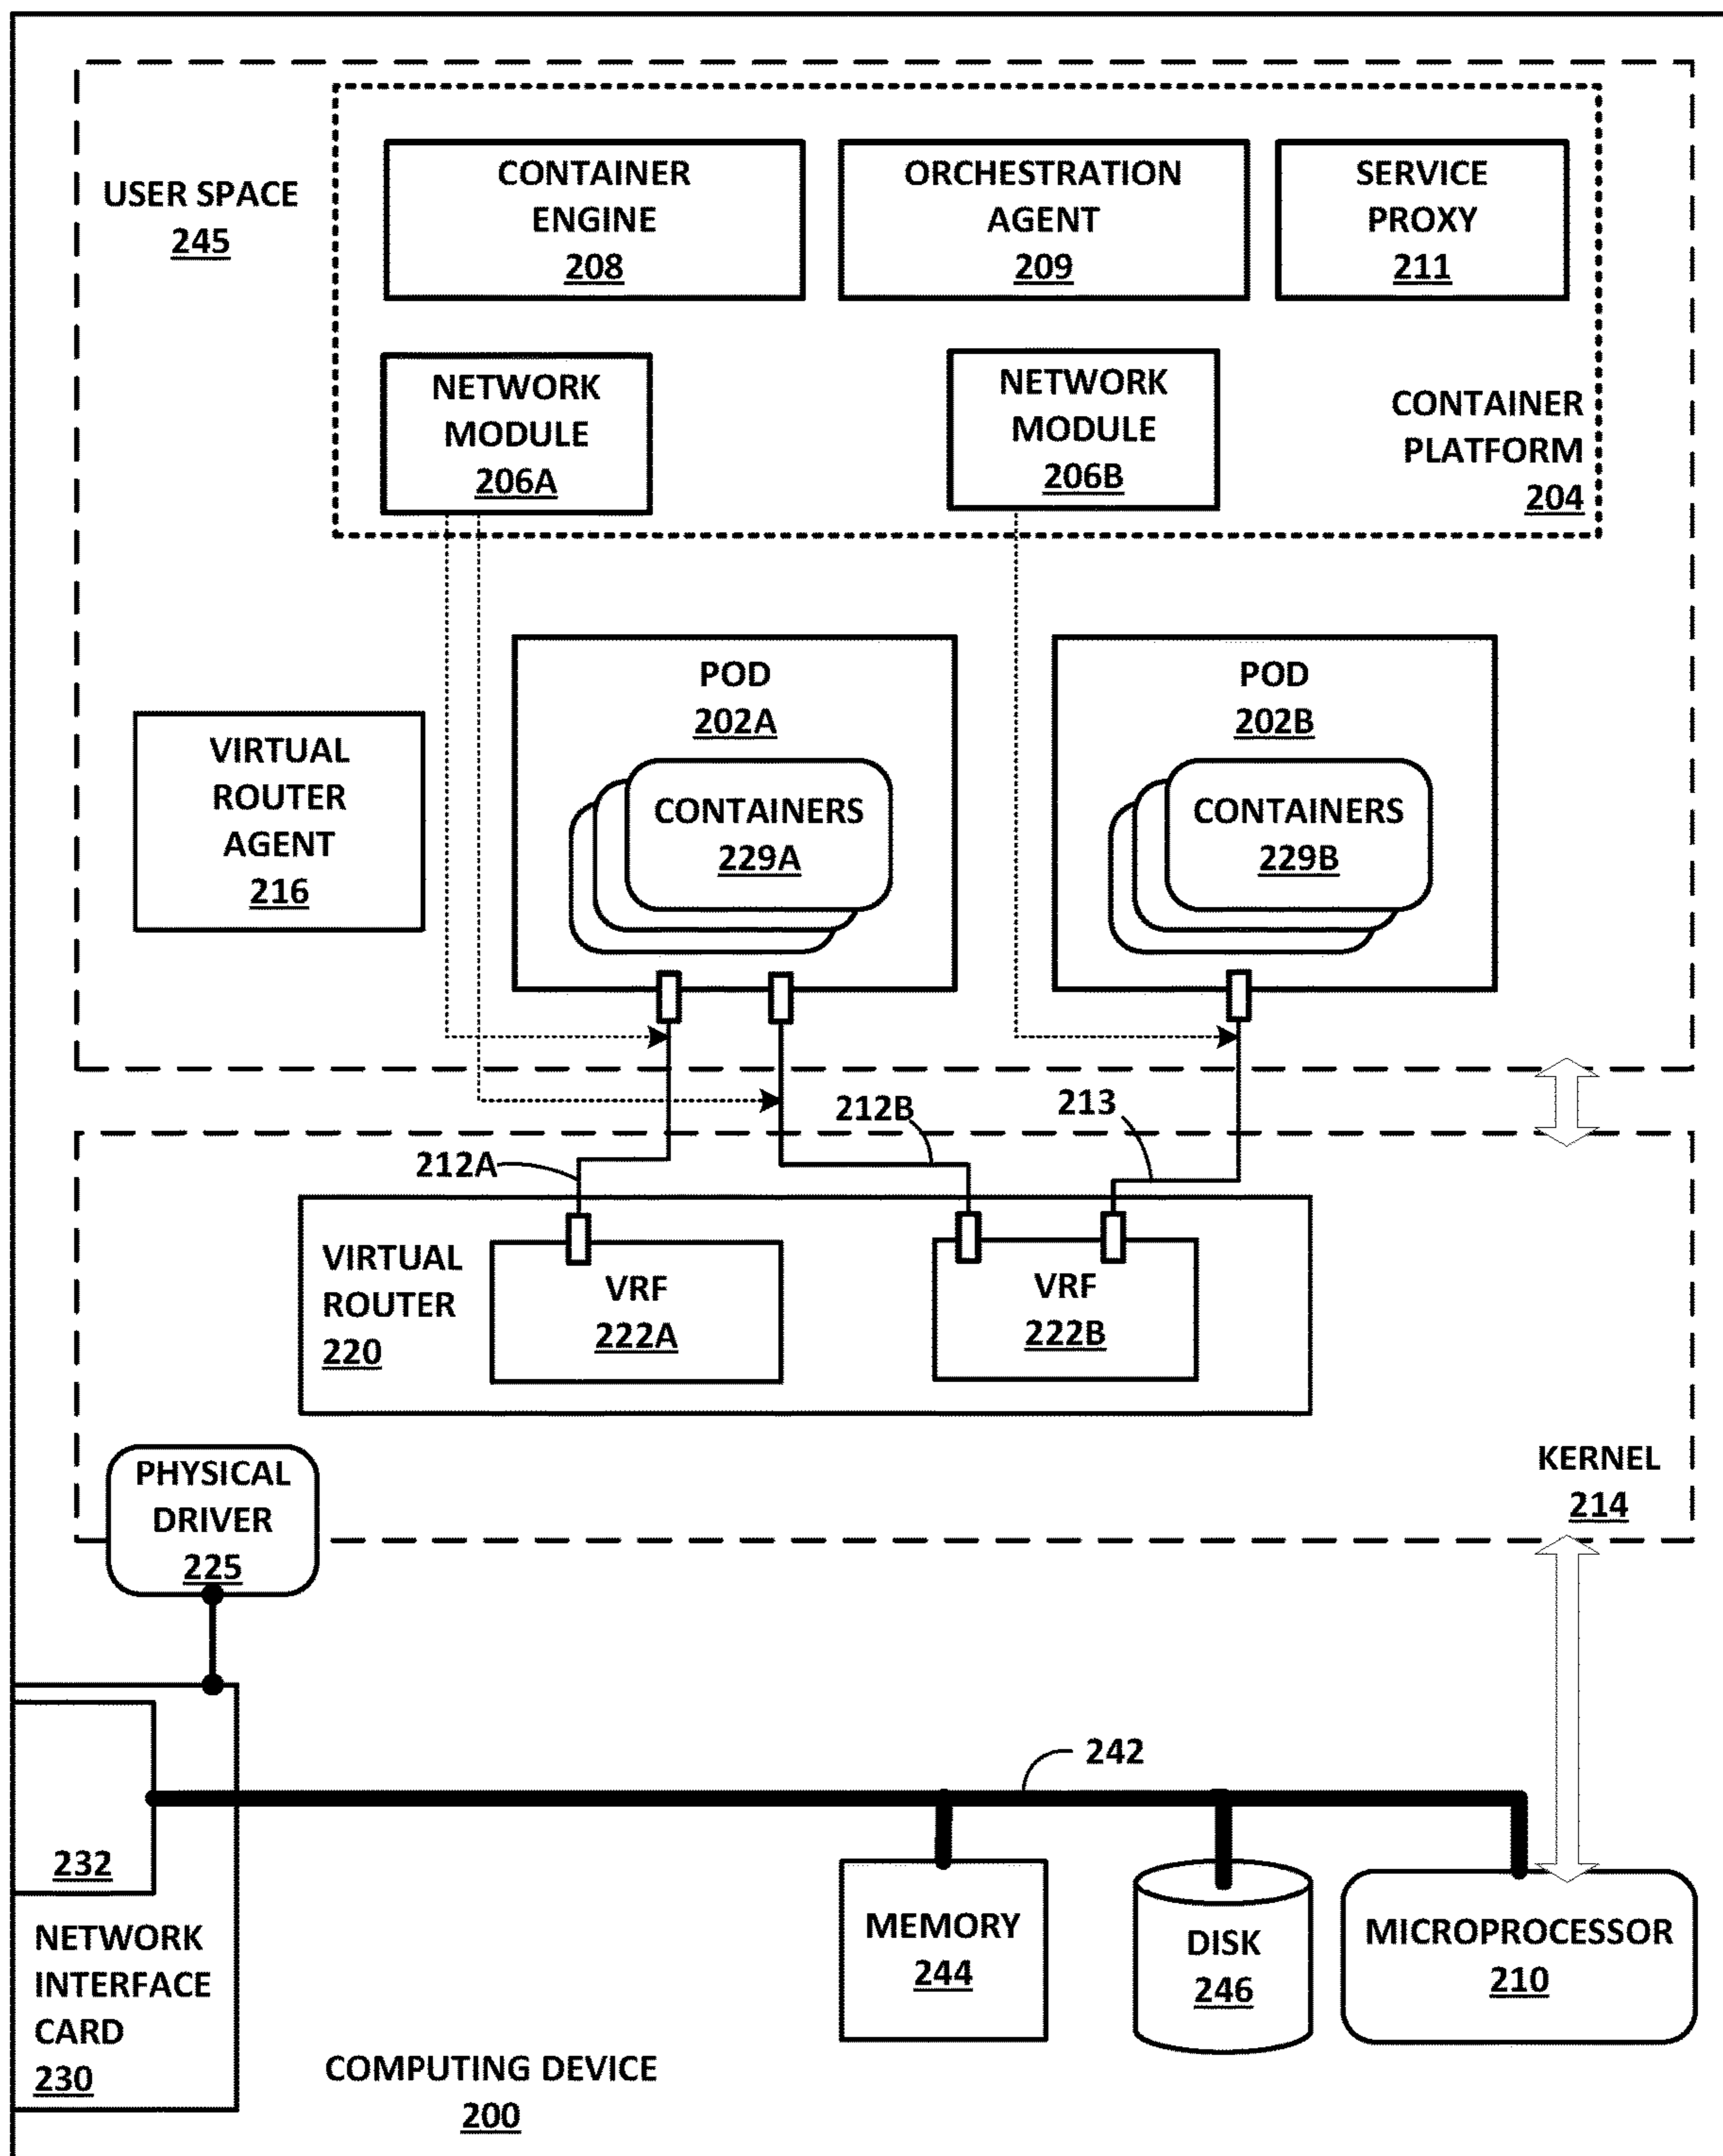 USER SPACE
245
CONTAINER
ENGINE
208
ORCHESTRATION
AGENT
209
SERVICE
PROXY
211
NETWORK
MODULE
206A
NETWORK
MODULE
206B
CONTAINER
PLATFORM
204
VIRTUAL
ROUTER
AGENT
216
POD
202A
CONTAINERS
229A
POD
202B
CONTAINERS
229B
212A
212B
213
VIRTUAL
ROUTER
220
VRF
222A
VRF
222B
KERNEL
214
PHYSICAL
DRIVER
225
242
232
NETWORK
INTERFACE
CARD
230
MEMORY
244
DISK
246
MICROPROCESSOR
210
COMPUTING DEVICE
200